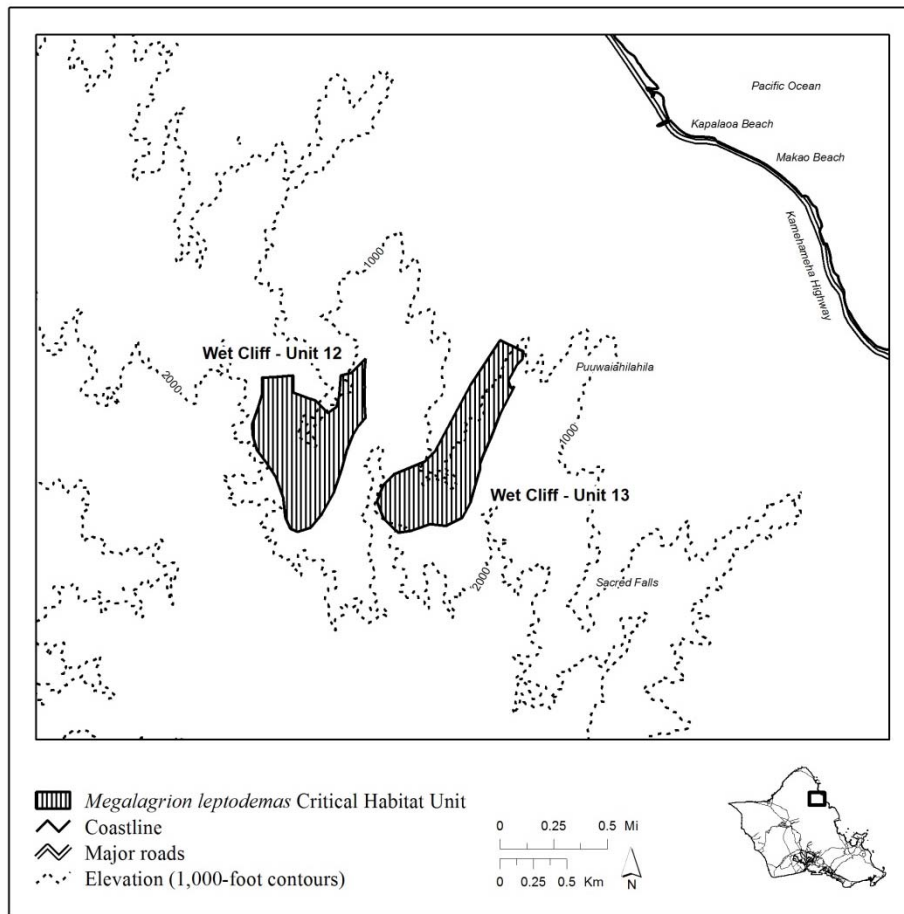 Pacific Ocean
Kapalaoa Beach
Makao Beach
Kamehameha Highway
1000
Wet Cliff - Unit 12
2000
Puuwaiahilahila
1000
Wet Cliff - Unit 13
2000
Sacred Falls
Megalagrion leptodemas Critical Habitat Unit
Coastline
Major roads
Elevation (1,000-foot contours)
0 0.25 0.5 Mi
0 0.25 0.5 Km
N